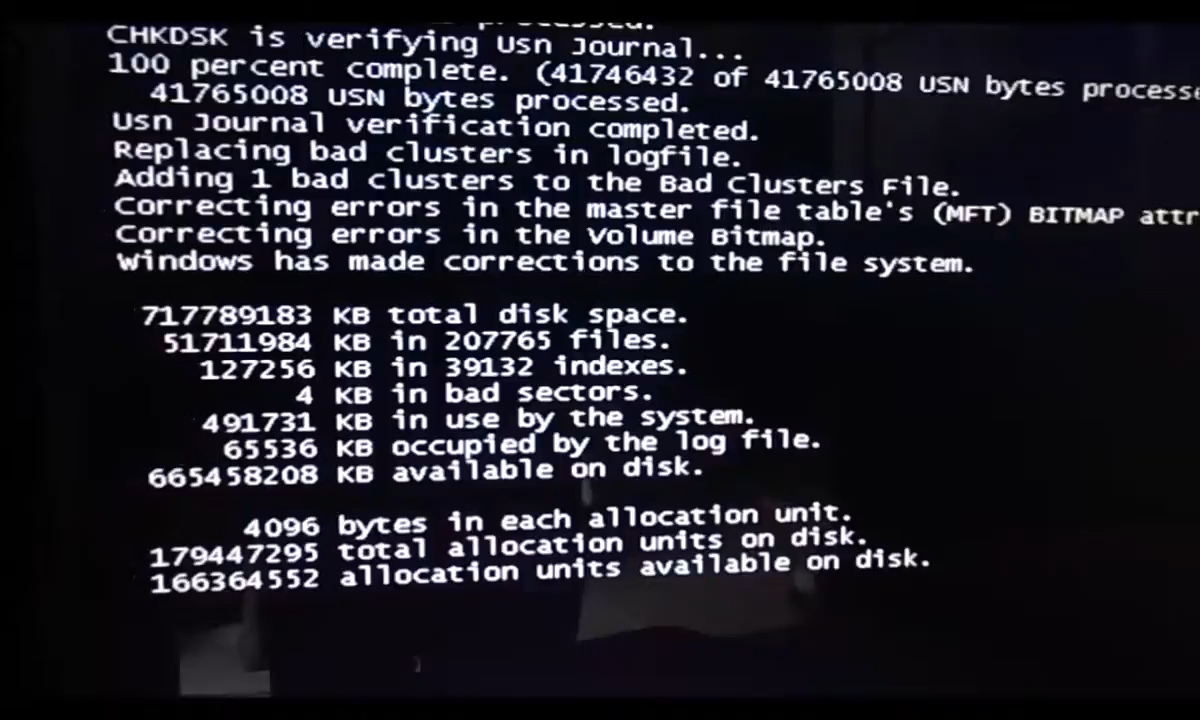 processed.
CHKDSK is verifying Usn Journal...
100 percent complete. (41746432 of 41765008 USN bytes processe
41765008 USN bytes processed.
Usn Journal verification completed.
Replacing bad clusters in logfile.
Adding 1 bad clusters to the Bad Clusters File.
Correcting errors in the master file table's (MFT) BITMAP attr
Correcting errors in the Volume Bitmap.
Windows has made corrections to the file system.
717789183 KB total disk space.
51711984 KB in 207765 files.
127256 KB in 39132 indexes.
4 KB in bad sectors.
491731 KB in use by the system.
65536 KB occupied by the log file.
665458208 KB available on disk.
4096 bytes in each allocation unit.
179447295 total allocation units on disk.
166364552 allocation units available on disk.